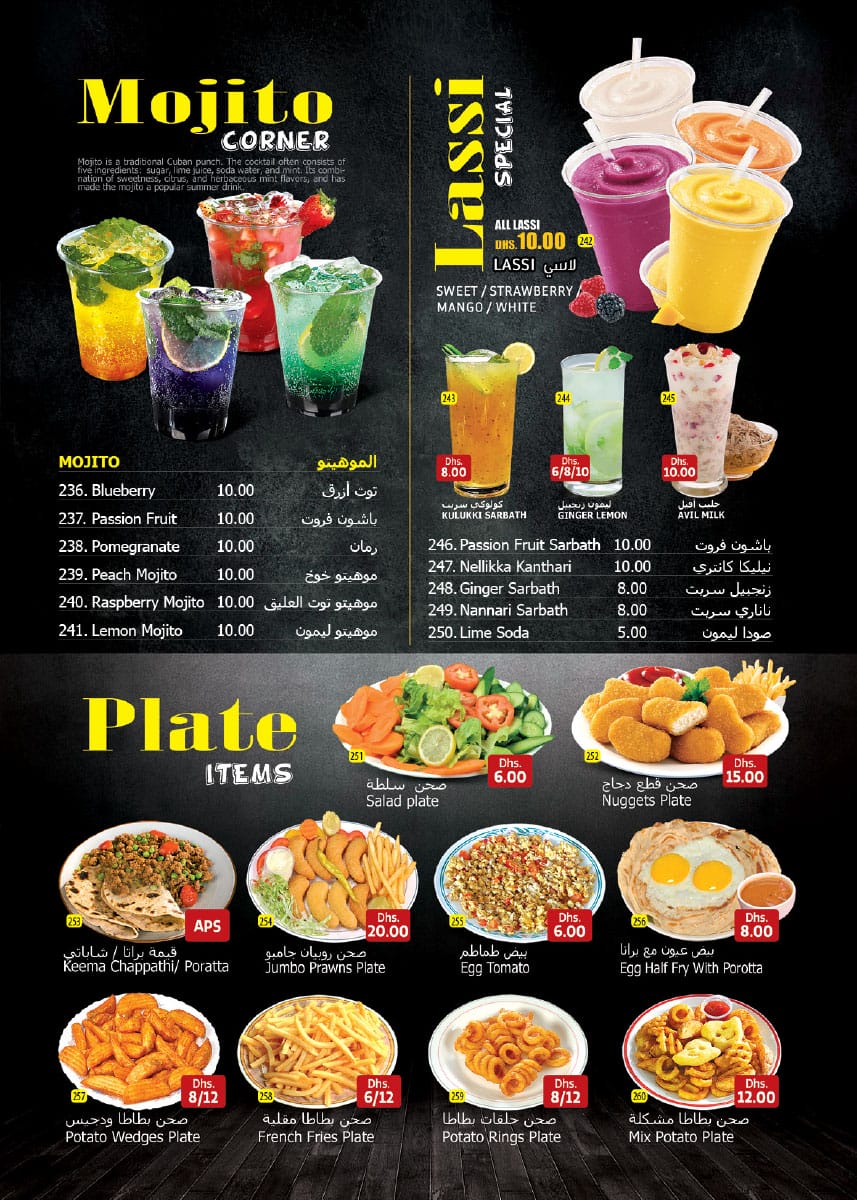 Mojito
CORNER
Mojito is a traditional Cuban punch. The cocktail often consists of
five ingredients: sugar, lime juice, soda water, and mint. Its combi-
nation of sweetness, citrus, and herbaceous mint flavors, and has
made the mojito a popular summer drink.
MOJITO الموهيتو
236. Blueberry 10.00 توت أزرق
237. Passion Fruit 10.00 باشون فروت
238. Pomegranate 10.00 رمان
239. Peach Mojito 10.00 موهيتو خوخ
240. Raspberry Mojito 10.00 موهيتو توت العليق
241. Lemon Mojito 10.00 موهيتو ليمون
Lassi
SPECIAL
ALL LASSI
DHS. 10.00 242
LASSI لاسي
SWEET / STRAWBERRY /
MANGO / WHITE
243
Dhs.
8.00
كولوكي سربت
KULUKKI SARBATH
244
Dhs.
6/8/10
ليمون زنجبيل
GINGER LEMON
245
Dhs.
10.00
حليب أفيل
AVIL MILK
246. Passion Fruit Sarbath 10.00 باشون فروت
247. Nellikka Kanthari 10.00 نيليكا كانتري
248. Ginger Sarbath 8.00 زنجبيل سربت
249. Nannari Sarbath 8.00 ناناري سربت
250. Lime Soda 5.00 صودا ليمون
Plate
ITEMS
251
Dhs.
6.00
صحن سلطة
Salad plate
252
Dhs.
15.00
صحن قطع دجاج
Nuggets Plate
253
APS
قيمة براتا / شاباتي
Keema Chappathi/ Poratta
254
Dhs.
20.00
صحن روبيان جامبو
Jumbo Prawns Plate
255
Dhs.
6.00
بيض طماطم
Egg Tomato
256
Dhs.
8.00
بيض عيون مع براتا
Egg Half Fry With Porotta
257
Dhs.
8/12
صحن بطاطا ودجيس
Potato Wedges Plate
258
Dhs.
6/12
صحن بطاطا مقلية
French Fries Plate
259
Dhs.
8/12
صحن حلقات بطاطا
Potato Rings Plate
260
Dhs.
12.00
صحن بطاطا مشكلة
Mix Potato Plate